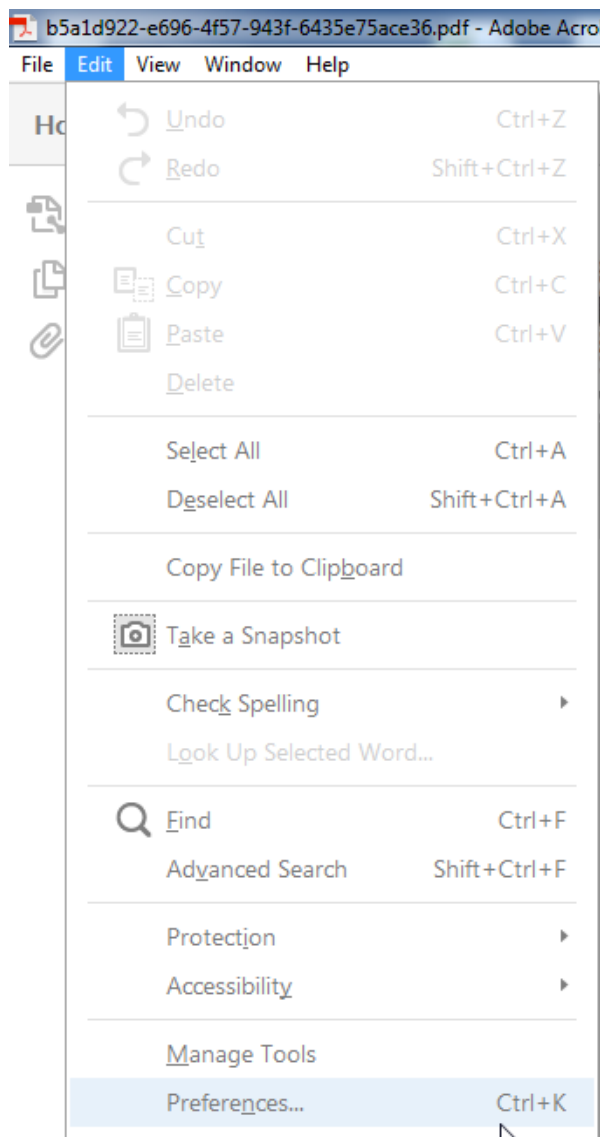 b5a1d922-e696-4f57-943f-6435e75ace36.pdf - Adobe Acro
File Edit View Window Help
Ho
Undo Ctrl+Z
Redo Shift+Ctrl+Z
Cut Ctrl+X
Copy Ctrl+C
Paste Ctrl+V
Delete
Select All Ctrl+A
Deselect All Shift+Ctrl+A
Copy File to Clipboard
Take a Snapshot
Check Spelling
Look Up Selected Word...
Find Ctrl+F
Advanced Search Shift+Ctrl+F
Protection
Accessibility
Manage Tools
Preferences... Ctrl+K